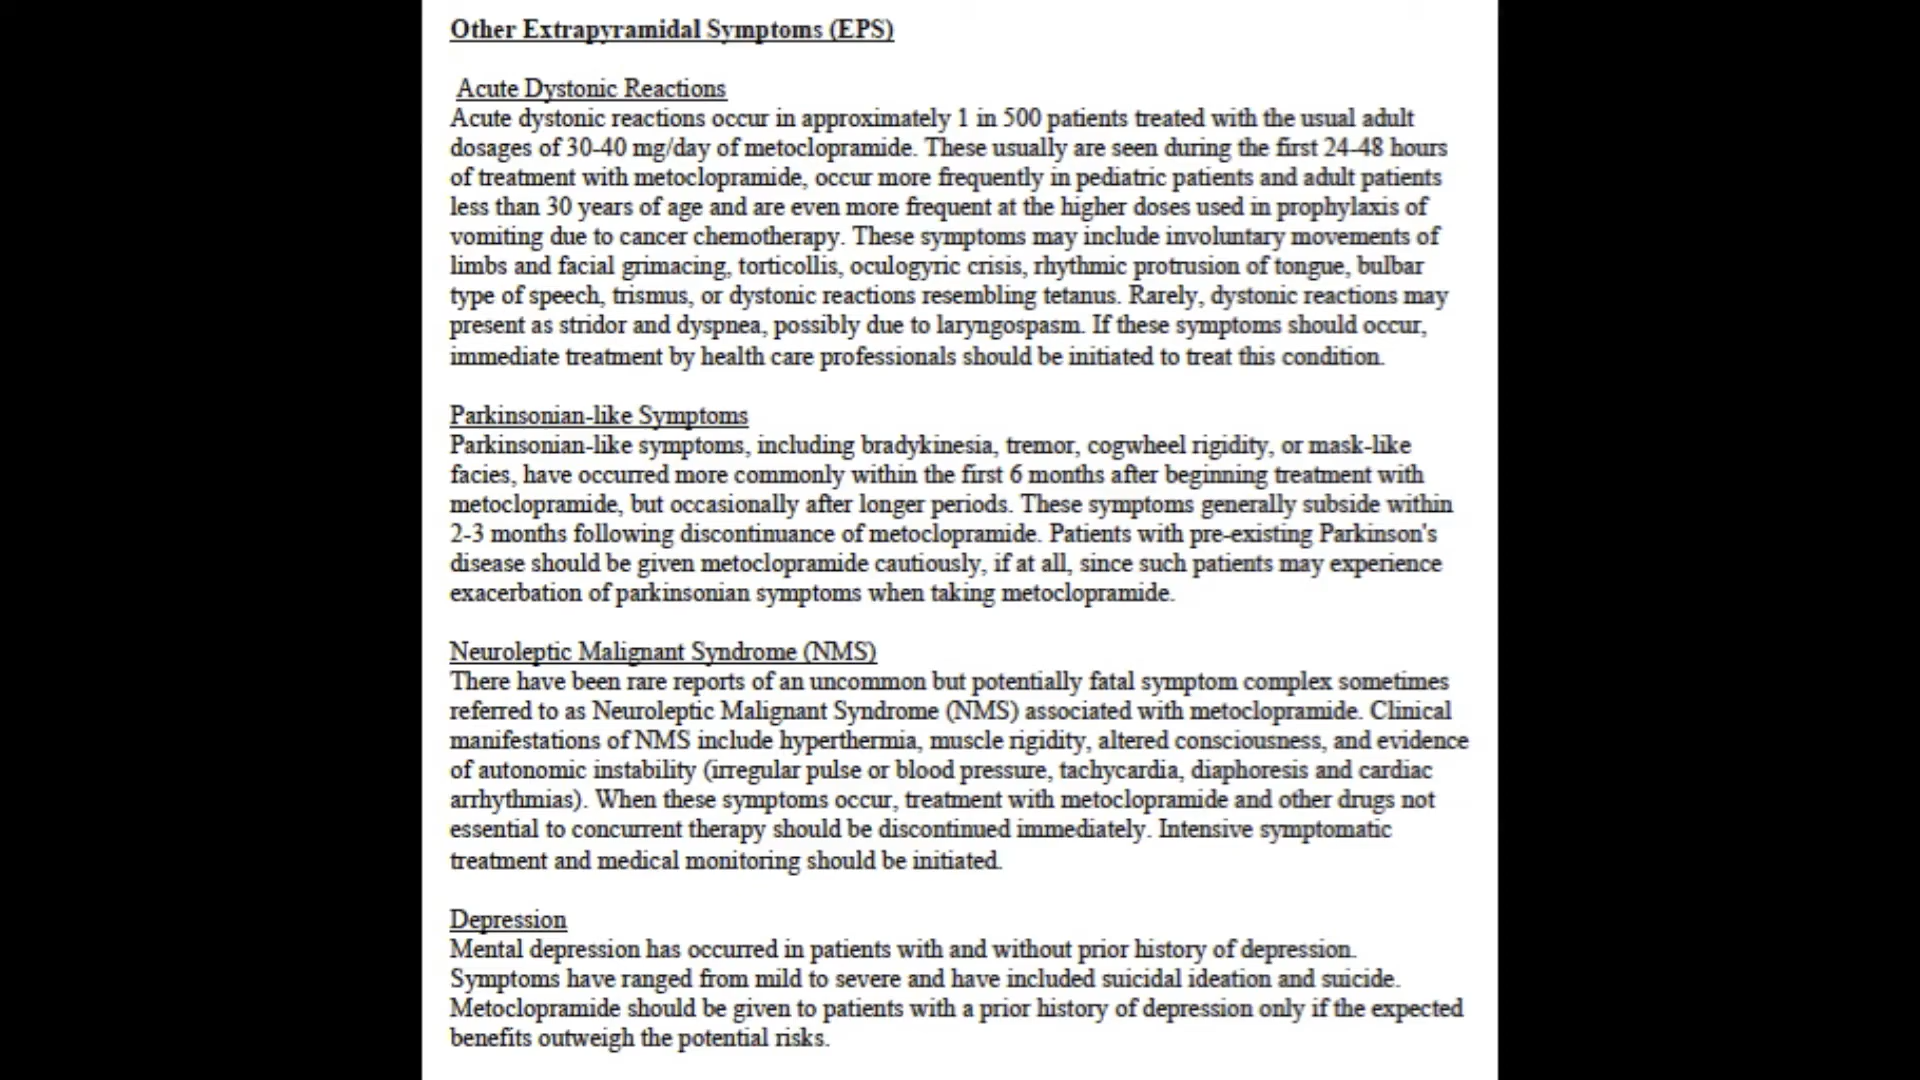 Other Extrapyramidal Symptoms (EPS)
Acute Dystonic Reactions
Acute dystonic reactions occur in approximately 1 in 500 patients treated with the usual adult
dosages of 30-40 mg/day of metoclopramide. These usually are seen during the first 24-48 hours
of treatment with metoclopramide, occur more frequently in pediatric patients and adult patients
less than 30 years of age and are even more frequent at the higher doses used in prophylaxis of
vomiting due to cancer chemotherapy. These symptoms may include involuntary movements of
limbs and facial grimacing, torticollis, oculogyric crisis, rhythmic protrusion of tongue, bulbar
type of speech, trismus, or dystonic reactions resembling tetanus. Rarely, dystonic reactions may
present as stridor and dyspnea, possibly due to laryngospasm. If these symptoms should occur,
immediate treatment by health care professionals should be initiated to treat this condition.
Parkinsonian-like Symptoms
Parkinsonian-like symptoms, including bradykinesia, tremor, cogwheel rigidity, or mask-like
facies, have occurred more commonly within the first 6 months after beginning treatment with
metoclopramide, but occasionally after longer periods. These symptoms generally subside within
2-3 months following discontinuance of metoclopramide. Patients with pre-existing Parkinson's
disease should be given metoclopramide cautiously, if at all, since such patients may experience
exacerbation of parkinsonian symptoms when taking metoclopramide.
Neuroleptic Malignant Syndrome (NMS)
There have been rare reports of an uncommon but potentially fatal symptom complex sometimes
referred to as Neuroleptic Malignant Syndrome (NMS) associated with metoclopramide. Clinical
manifestations of NMS include hyperthermia, muscle rigidity, altered consciousness, and evidence
of autonomic instability (irregular pulse or blood pressure, tachycardia, diaphoresis and cardiac
arrhythmias). When these symptoms occur, treatment with metoclopramide and other drugs not
essential to concurrent therapy should be discontinued immediately. Intensive symptomatic
treatment and medical monitoring should be initiated.
Depression
Mental depression has occurred in patients with and without prior history of depression.
Symptoms have ranged from mild to severe and have included suicidal ideation and suicide.
Metoclopramide should be given to patients with a prior history of depression only if the expected
benefits outweigh the potential risks.